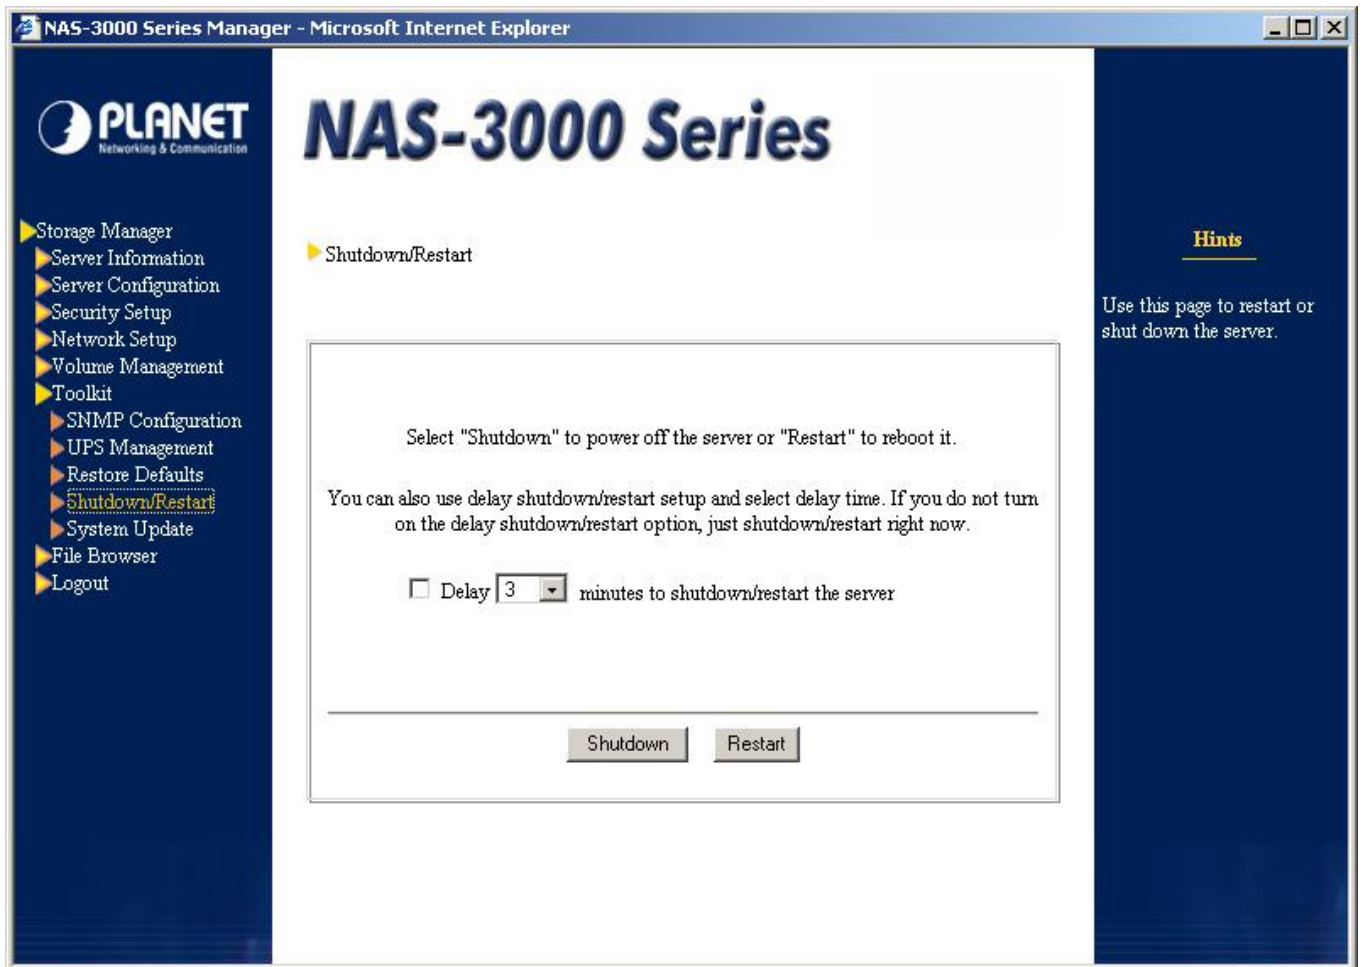 NAS-3000 Series Manager - Microsoft Internet Explorer
PLANET
Networking & Communication
NAS-3000 Series
Storage Manager
Server Information
Server Configuration
Security Setup
Network Setup
Volume Management
Toolkit
SNMP Configuration
UPS Management
Restore Defaults
Shutdown/Restart
System Update
File Browser
Logout
Shutdown/Restart
Select "Shutdown" to power off the server or "Restart" to reboot it.
You can also use delay shutdown/restart setup and select delay time. If you do not turn
on the delay shutdown/restart option, just shutdown/restart right now.
Delay 3 minutes to shutdown/restart the server
Shutdown Restart
Hints
Use this page to restart or
shut down the server.